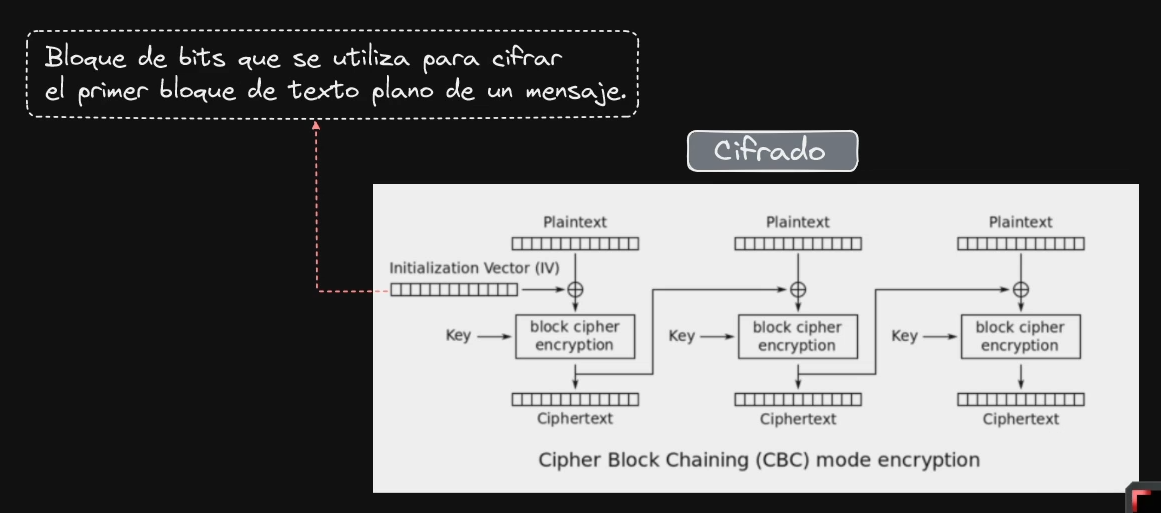 Bloque de bits que se utiliza para cifrar
el primer bloque de texto plano de un mensaje.
Cifrado
Plaintext
Plaintext
Plaintext
Initialization Vector (IV)
Key
block cipher
encryption
Key
block cipher
encryption
Key
block cipher
encryption
Ciphertext
Ciphertext
Ciphertext
Cipher Block Chaining (CBC) mode encryption